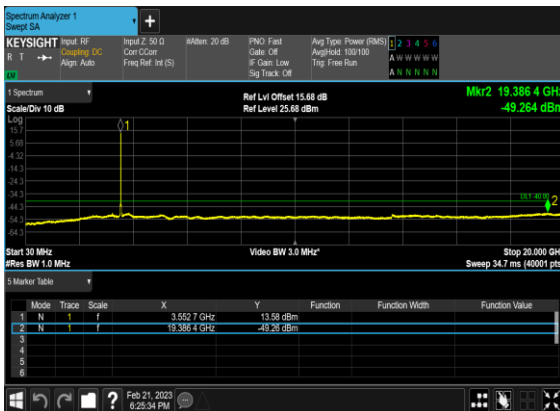 Spectrum Analyzer 1
Swept SA
KEYSIGHT Input: RF Input Z: 50 Ω #Atten: 20 dB PNO: Fast Avg Type: Power (RMS) 1 2 3 4 5 6
R T Coupling: DC Corr CCorr Gate: Off Avg|Hold: 100/100 A W W W W W
Align: Auto Freq Ref: Int (S) IF Gain: Low Trig: Free Run
LV Sig Track: Off A N N N N N
1 Spectrum
Scale/Div 10 dB Ref Lvl Offset 15.68 dB Mkr2 19.386 4 GHz
Ref Level 25.68 dBm -49.264 dBm
Log
15.7
5.68
-4.32
-14.3
-24.3
-34.3
-44.3
-54.3
-64.3
1
DL1 -40.00
2
Start 30 MHz Video BW 3.0 MHz* Stop 20.000 GH
#Res BW 1.0 MHz Sweep 34.7 ms (40001 pts
5 Marker Table
Mode Trace Scale X Y Function Function Width Function Value
1 N 1 f 3.552 7 GHz 13.58 dBm
2 N 1 f 19.386 4 GHz -49.26 dBm
3
4
5
6
? Feb 21, 2023
6:25:34 PM